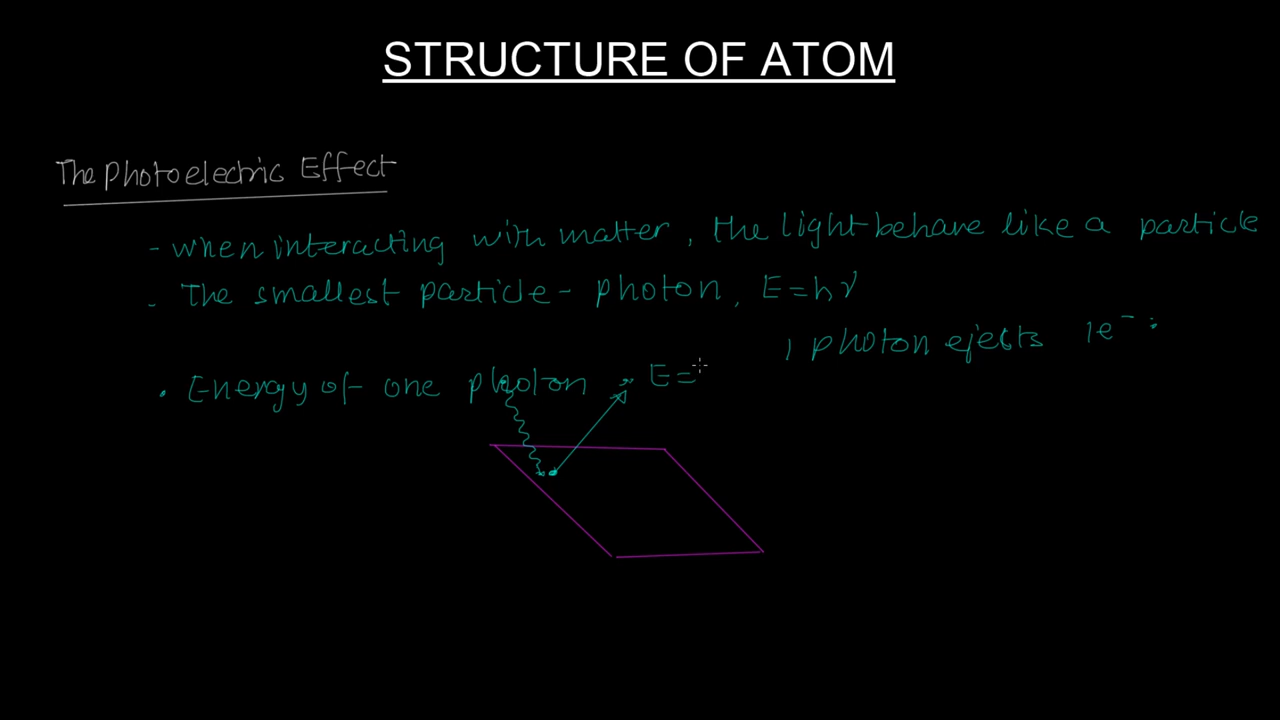 STRUCTURE OF ATOM
The Photoelectric Effect
- when interacting with matter, the light behave like a particle
- The smallest particle - photon, E=hν
1 photon ejects 1e⁻.
. Energy of one photon E=